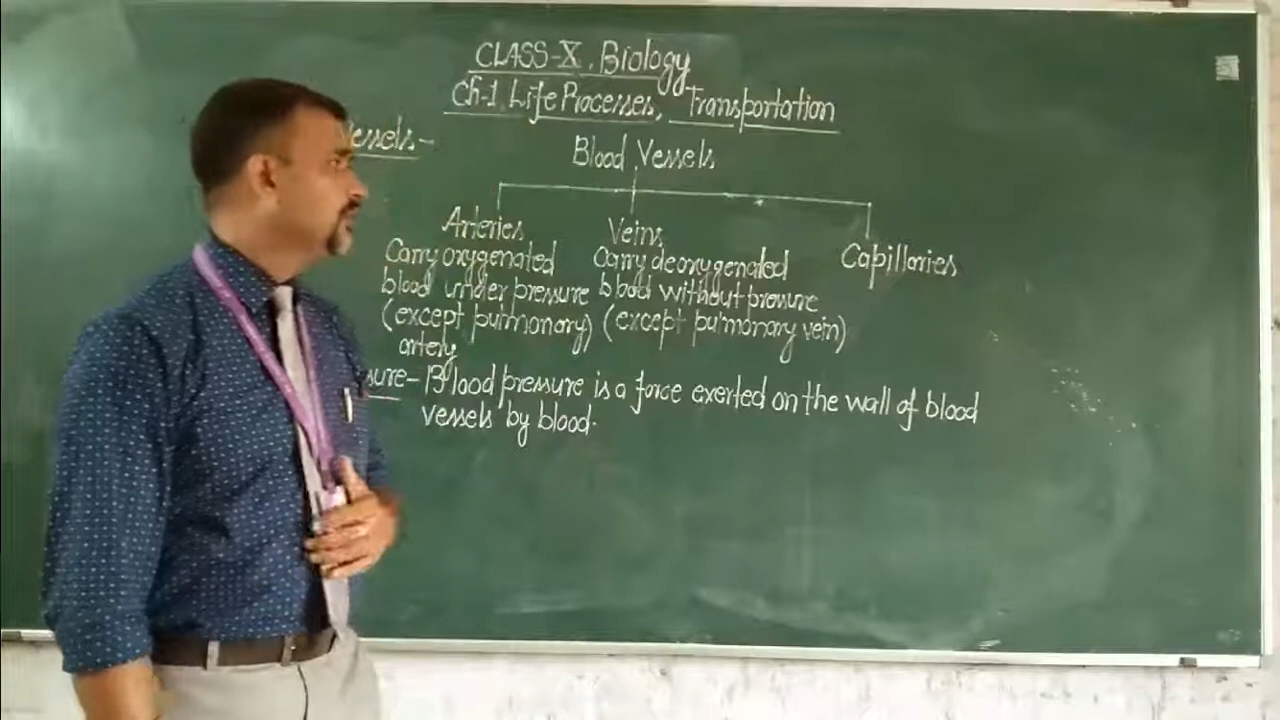 CLASS-X. Biology
Ch-1 Life Processes, Transportation
Vessels-
Blood Vessels
Arteries
Carry oxygenated
blood under pressure
(except pulmonary)
artery
Veins
Carry deoxygenated
blood without pressure
(except pulmonary vein)
Capillaries
sure- Blood pressure is a force exerted on the wall of blood
vessels by blood.